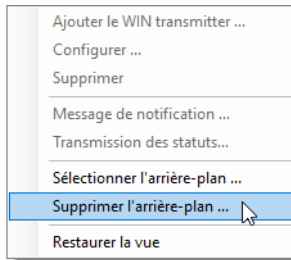 Ajouter le WIN transmitter ...
Configurer ...
Supprimer
Message de notification ...
Transmission des statuts...
Sélectionner l'arrière-plan ...
Supprimer l'arrière-plan ...
Restaurer la vue